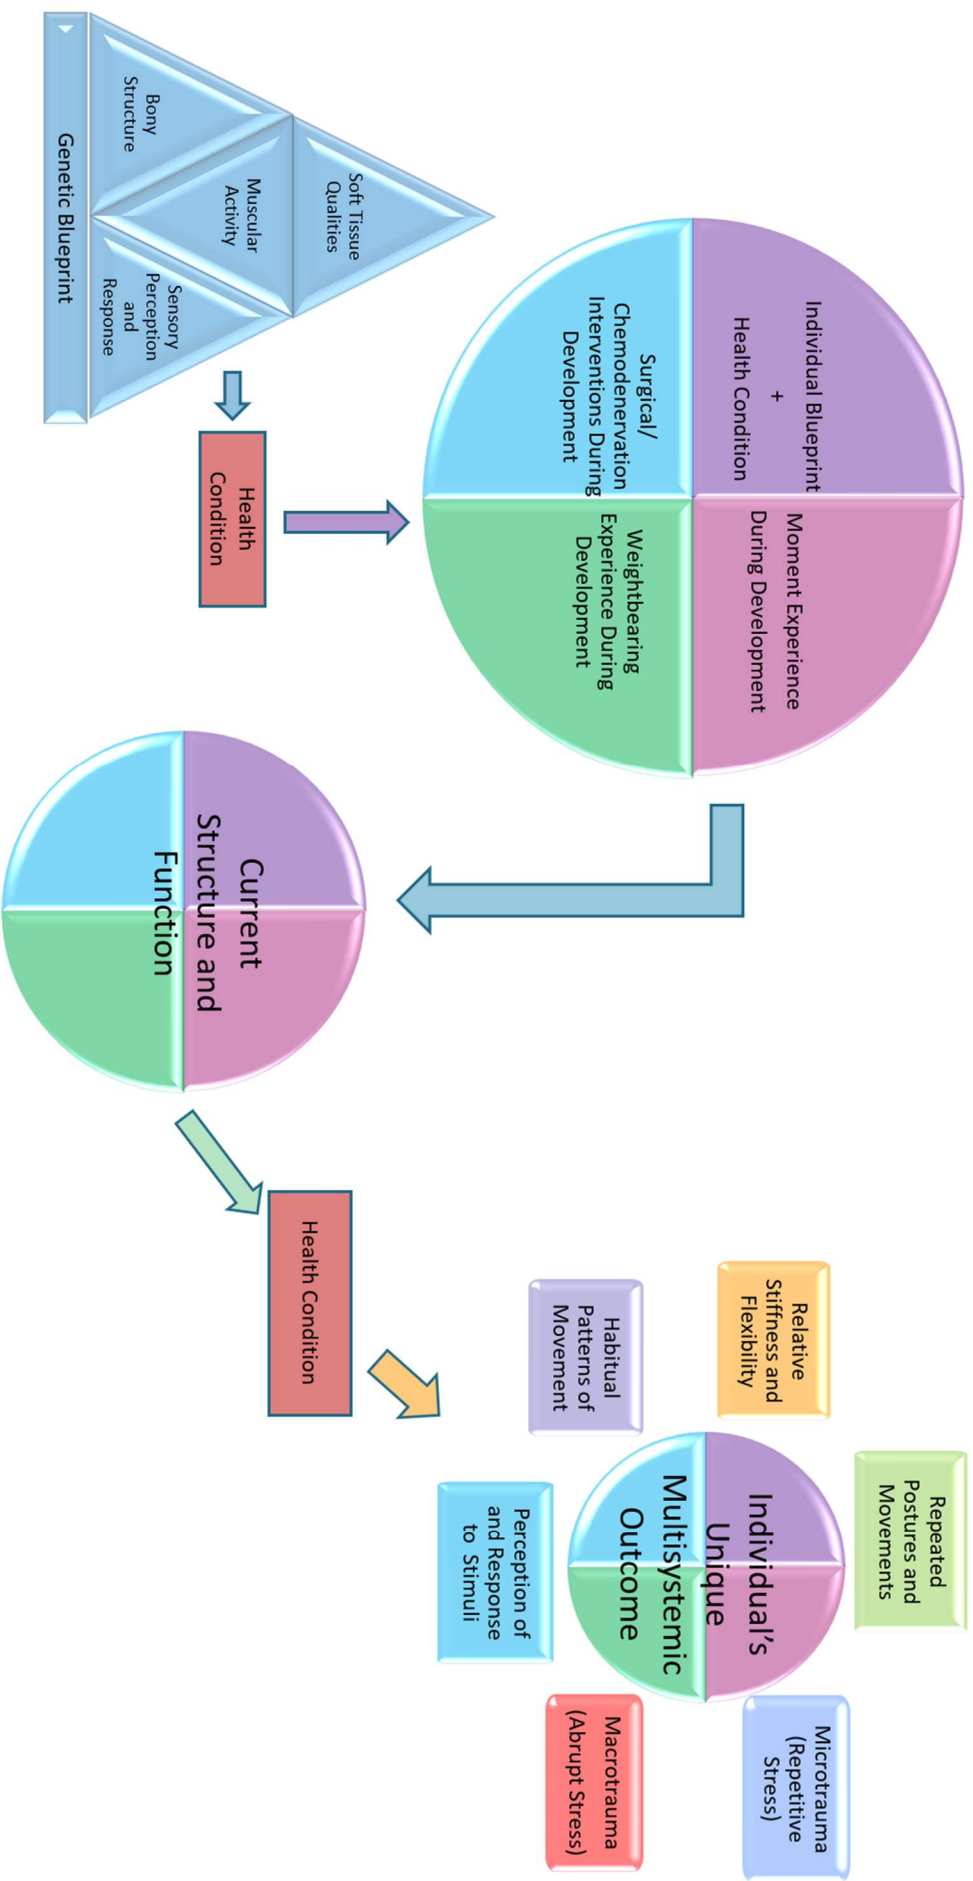 Soft Tissue
Qualities
Bony
Structure
Muscular
Activity
Sensory
Perception
and
Response
Genetic Blueprint
Health
Condition
Individual Blueprint
+
Health Condition
Moment Experience
During Development
Surgical/
Chemodenervation
Interventions During
Development
Weightbearing
Experience During
Development
Current
Structure and
Function
Health Condition
Repeated
Postures and
Movements
Relative
Stiffness and
Flexibility
Microtrauma
(Repetitive
Stress)
Individual's
Unique
Multisystemic
Outcome
Habitual
Patterns of
Movement
Macrotrauma
(Abrupt Stress)
Perception of
and Response
to Stimuli